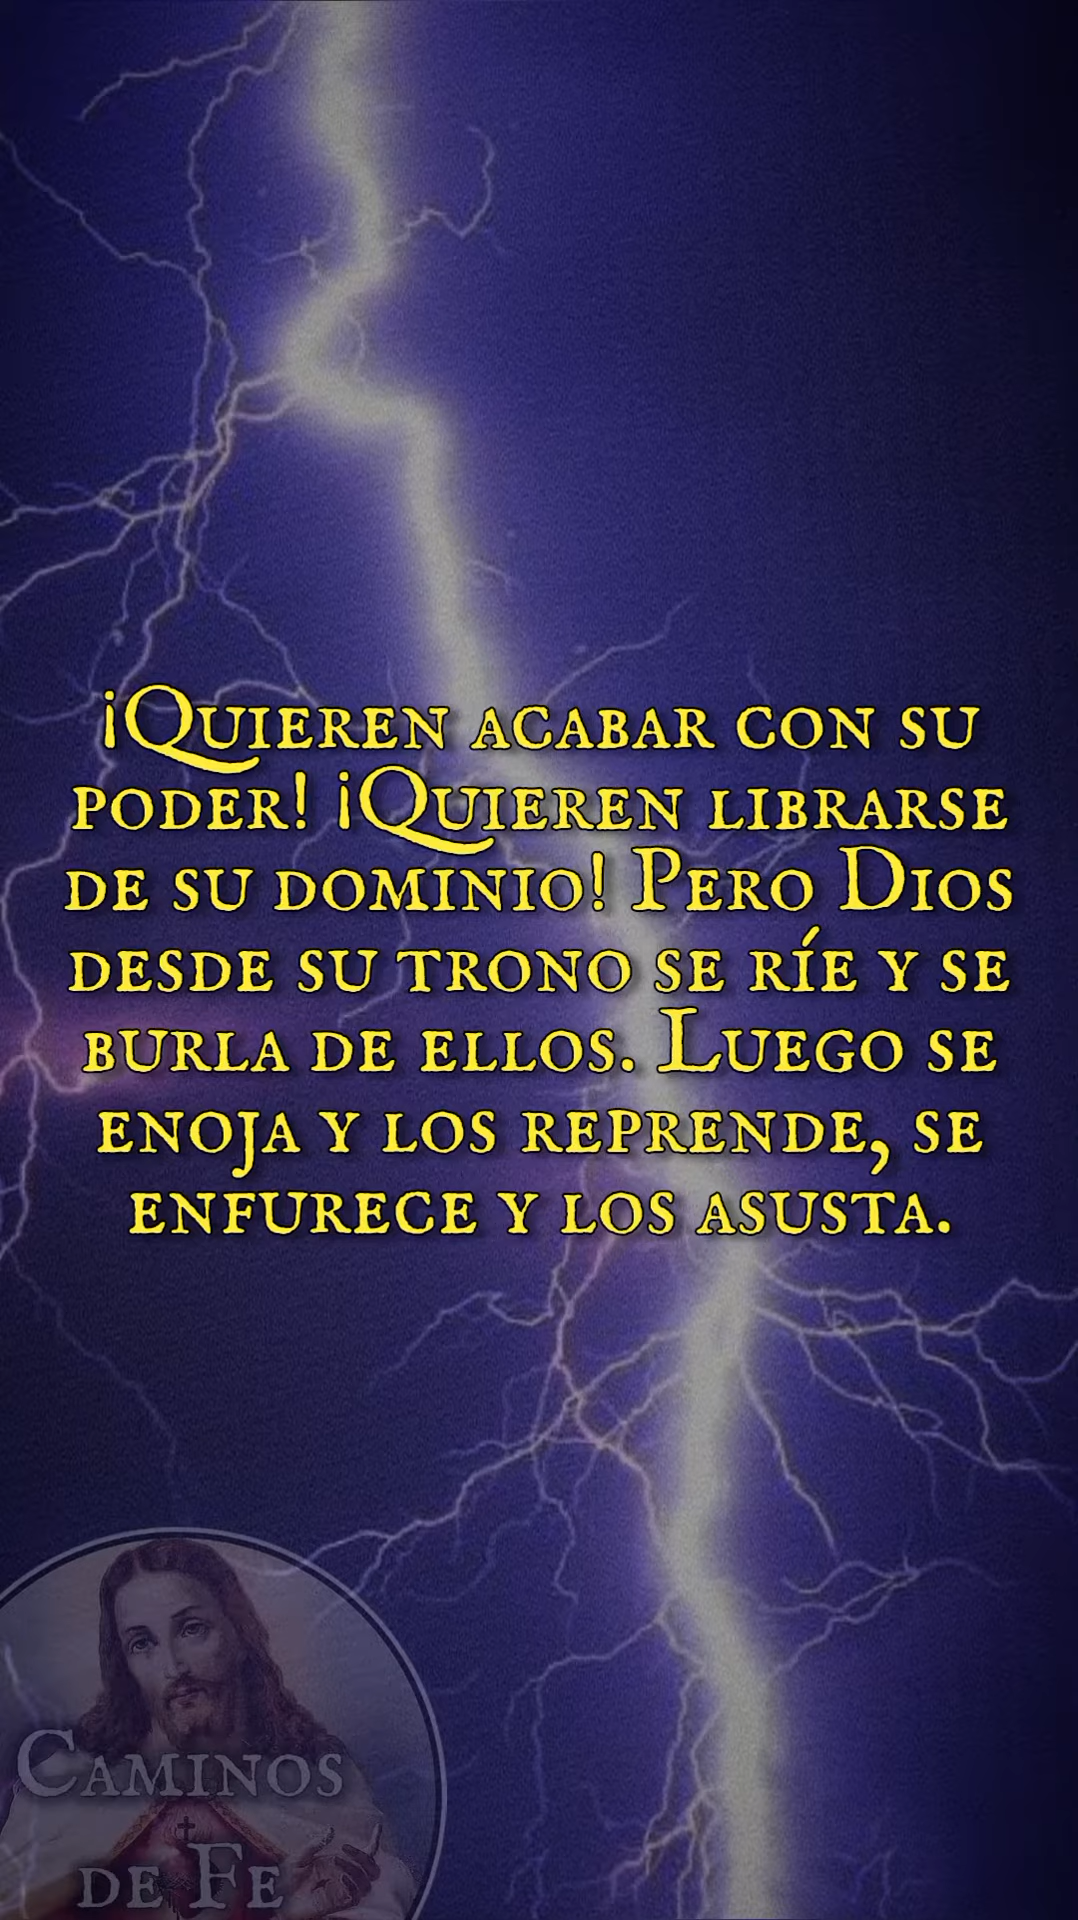 ¡Quieren acabar con su
poder! ¡Quieren librarse
de su dominio! Pero Dios
desde su trono se ríe y se
burla de ellos. Luego se
enoja y los reprende, se
enfurece y los asusta.
Caminos
de Fe